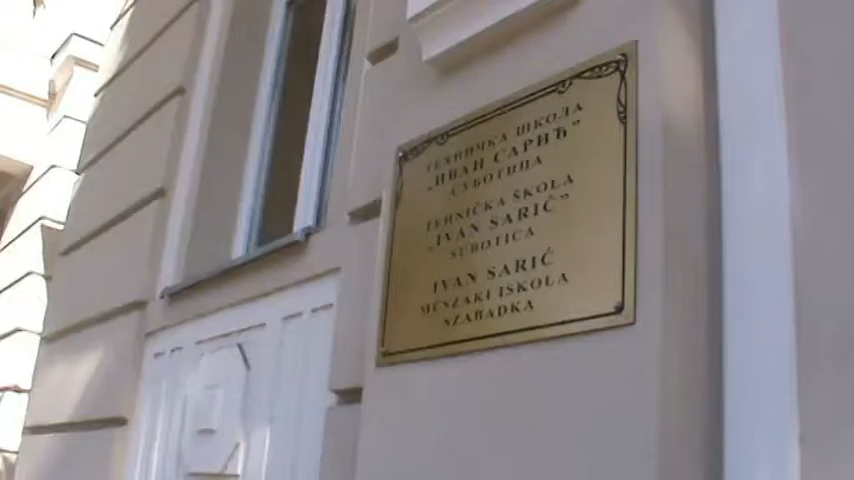 ТЕХНИЧКА ШКОЛА
"ИВАН САРИЋ"
СУБОТИЦА
TEHNIČKA ŠKOLA
"IVAN SARIĆ"
SUBOTICA
IVAN SARIĆ
MŰSZAKI ISKOLA
SZABADKA